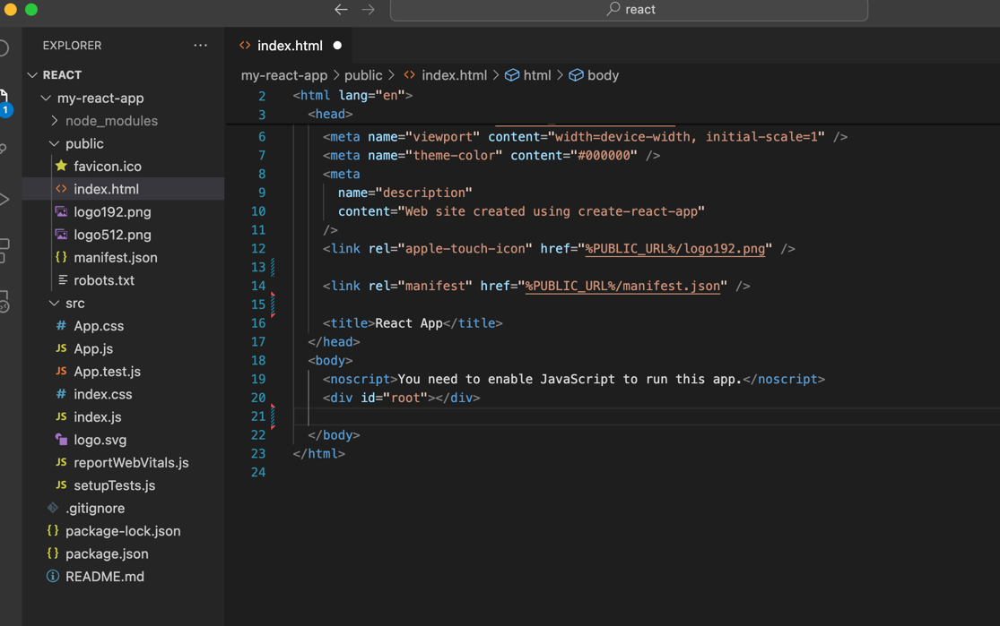 react
EXPLORER
...
index.html
REACT
my-react-app > public > <> index.html > html > body
my-react-app
node_modules
public
favicon.ico
index.html
logo192.png
logo512.png
{} manifest.json
robots.txt
src
# App.css
JS App.js
JS App.test.js
# index.css
JS index.js
logo.svg
JS reportWebVitals.js
JS setupTests.js
.gitignore
{} package-lock.json
{} package.json
README.md
1
2 <html lang="en">
3 <head>
6 <meta name="viewport" content="width=device-width, initial-scale=1" />
7 <meta name="theme-color" content="#000000" />
8 <meta
9 name="description"
10 content="Web site created using create-react-app"
11 />
12 <link rel="apple-touch-icon" href="%PUBLIC_URL%/logo192.png" />
13
14 <link rel="manifest" href="%PUBLIC_URL%/manifest.json" />
15
16 <title>React App</title>
17 </head>
18 <body>
19 <noscript>You need to enable JavaScript to run this app.</noscript>
20 <div id="root"></div>
21
22 </body>
23 </html>
24